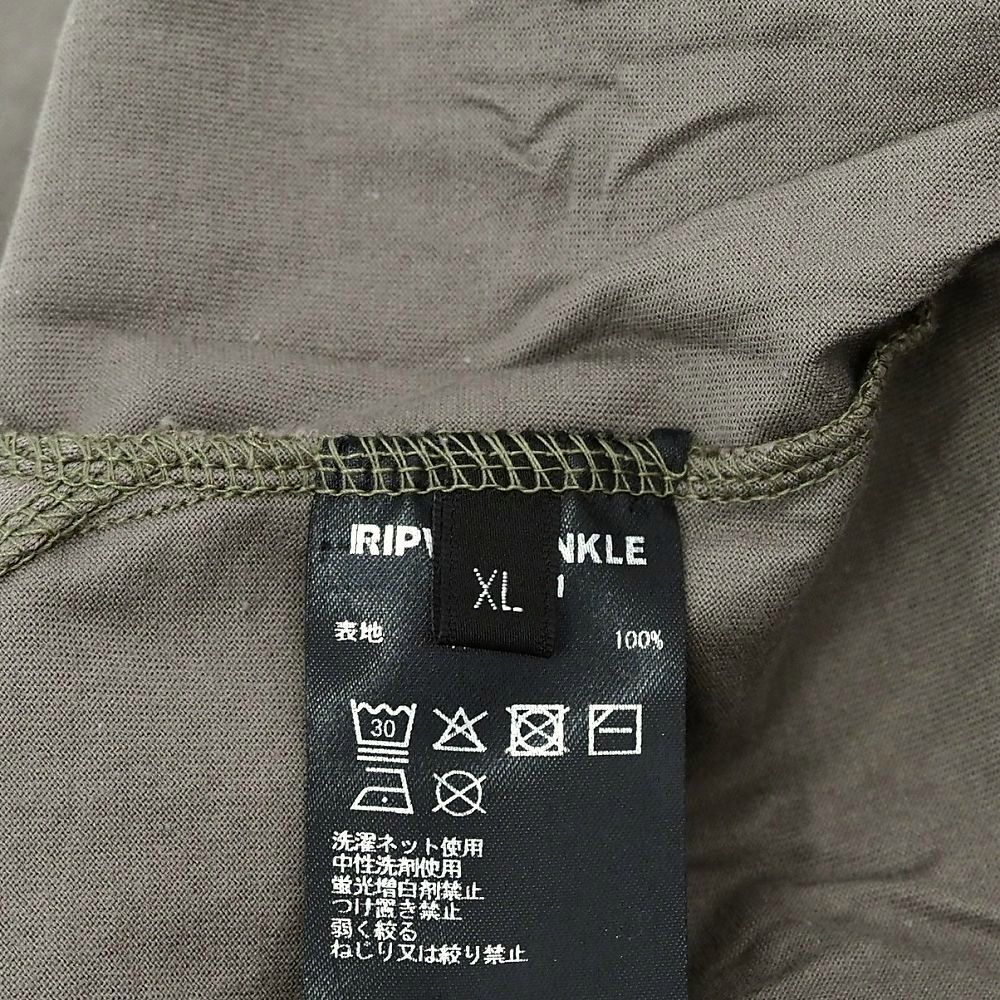 XL
表地 100%
30
洗濯ネット使用
中性洗剤使用
蛍光増白剤禁止
つけ置き禁止
弱く絞る
ねじり又は絞り禁止